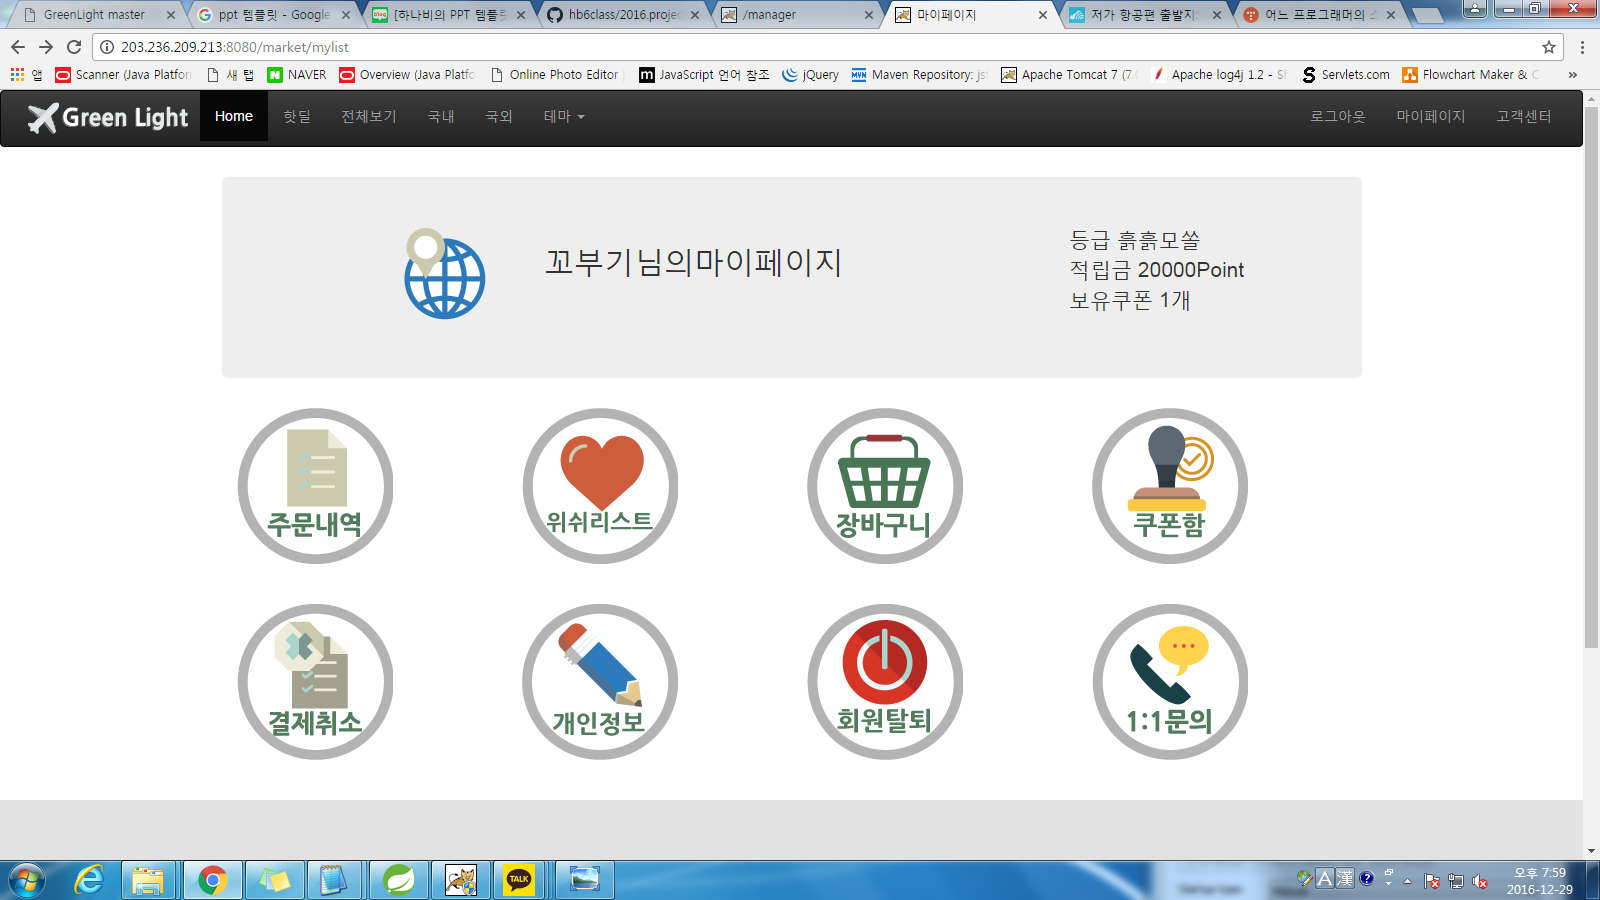 GreenLight master
ppt 템플릿 - Google
[하나비의 PPT 템플릿
hb6class/2016.projec
/manager
마이페이지
저가 항공편 출발지
어느 프로그래머의
203.236.209.213:8080/market/mylist
앱
Scanner (Java Platfor
새 탭
NAVER
Overview (Java Platfo
Online Photo Editor
JavaScript 언어 참조
jQuery
Maven Repository: jst
Apache Tomcat 7 (7.
Apache log4j 1.2 - S
Servlets.com
Flowchart Maker &
Green Light
Home
핫딜
전체보기
국내
국외
테마
로그아웃
마이페이지
고객센터
꼬부기님의마이페이지
등급 흙흙모쏠
적립금 20000Point
보유쿠폰 1개
주문내역
위쉬리스트
장바구니
쿠폰함
결제취소
개인정보
회원탈퇴
1:1문의
TALK
A 漢
오후 7:59
2016-12-29